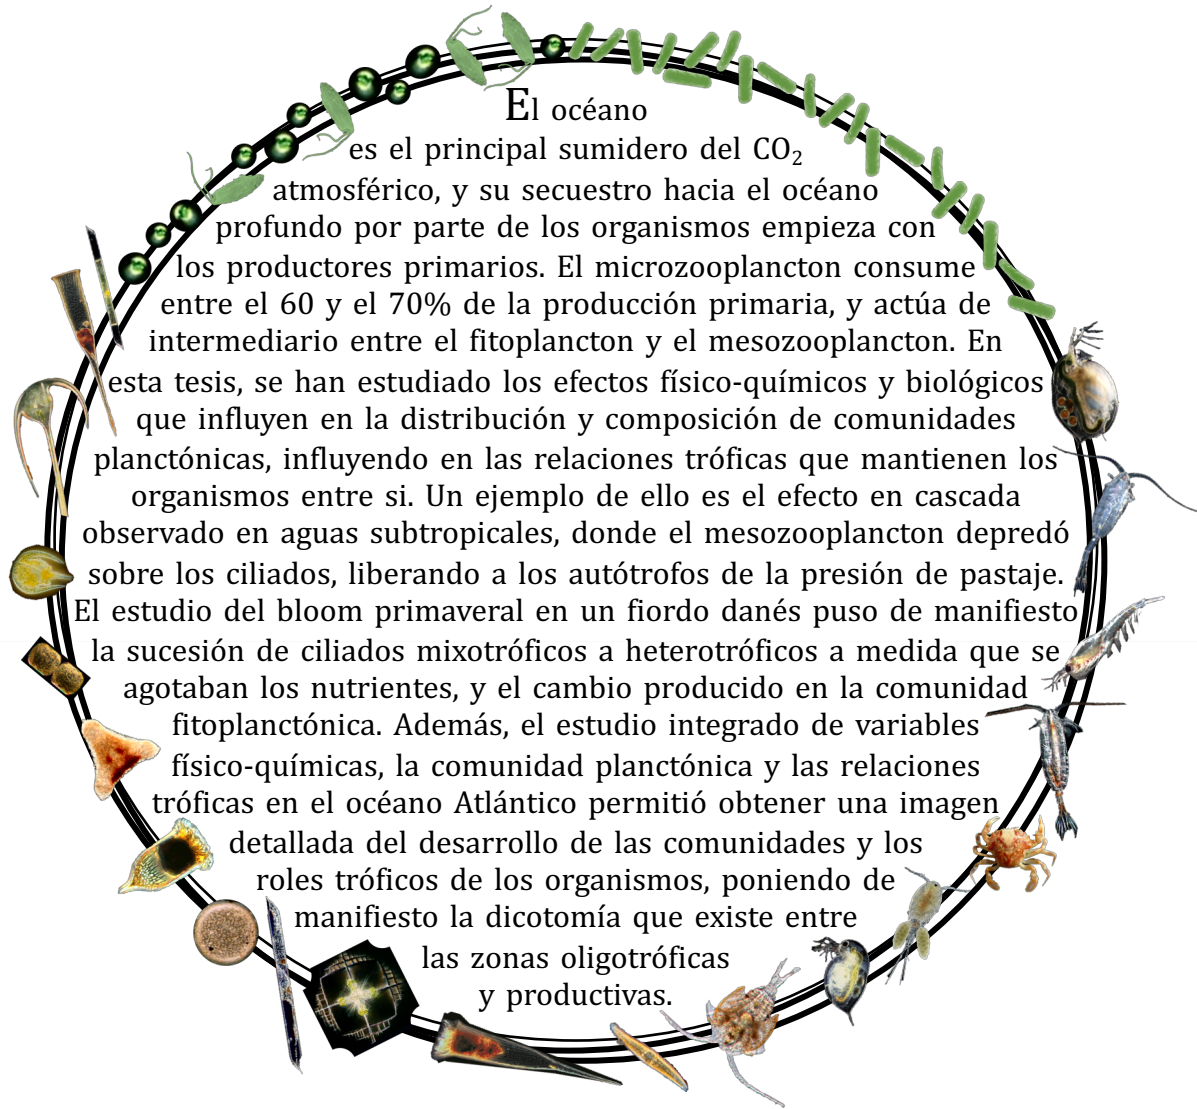 El océano
es el principal sumidero del CO₂
atmosférico, y su secuestro hacia el océano
profundo por parte de los organismos empieza con
los productores primarios. El microzooplancton consume
entre el 60 y el 70% de la producción primaria, y actúa de
intermediario entre el fitoplancton y el mesozooplancton. En
esta tesis, se han estudiado los efectos físico-químicos y biológicos
que influyen en la distribución y composición de comunidades
planctónicas, influyendo en las relaciones tróficas que mantienen los
organismos entre si. Un ejemplo de ello es el efecto en cascada
observado en aguas subtropicales, donde el mesozooplancton depredó
sobre los ciliados, liberando a los autótrofos de la presión de pastaje.
El estudio del bloom primaveral en un fiordo danés puso de manifiesto
la sucesión de ciliados mixotróficos a heterotróficos a medida que se
agotaban los nutrientes, y el cambio producido en la comunidad
fitoplanctónica. Además, el estudio integrado de variables
físico-químicas, la comunidad planctónica y las relaciones
tróficas en el océano Atlántico permitió obtener una imagen
detallada del desarrollo de las comunidades y los
roles tróficos de los organismos, poniendo de
manifiesto la dicotomía que existe entre
las zonas oligotróficas
y productivas.